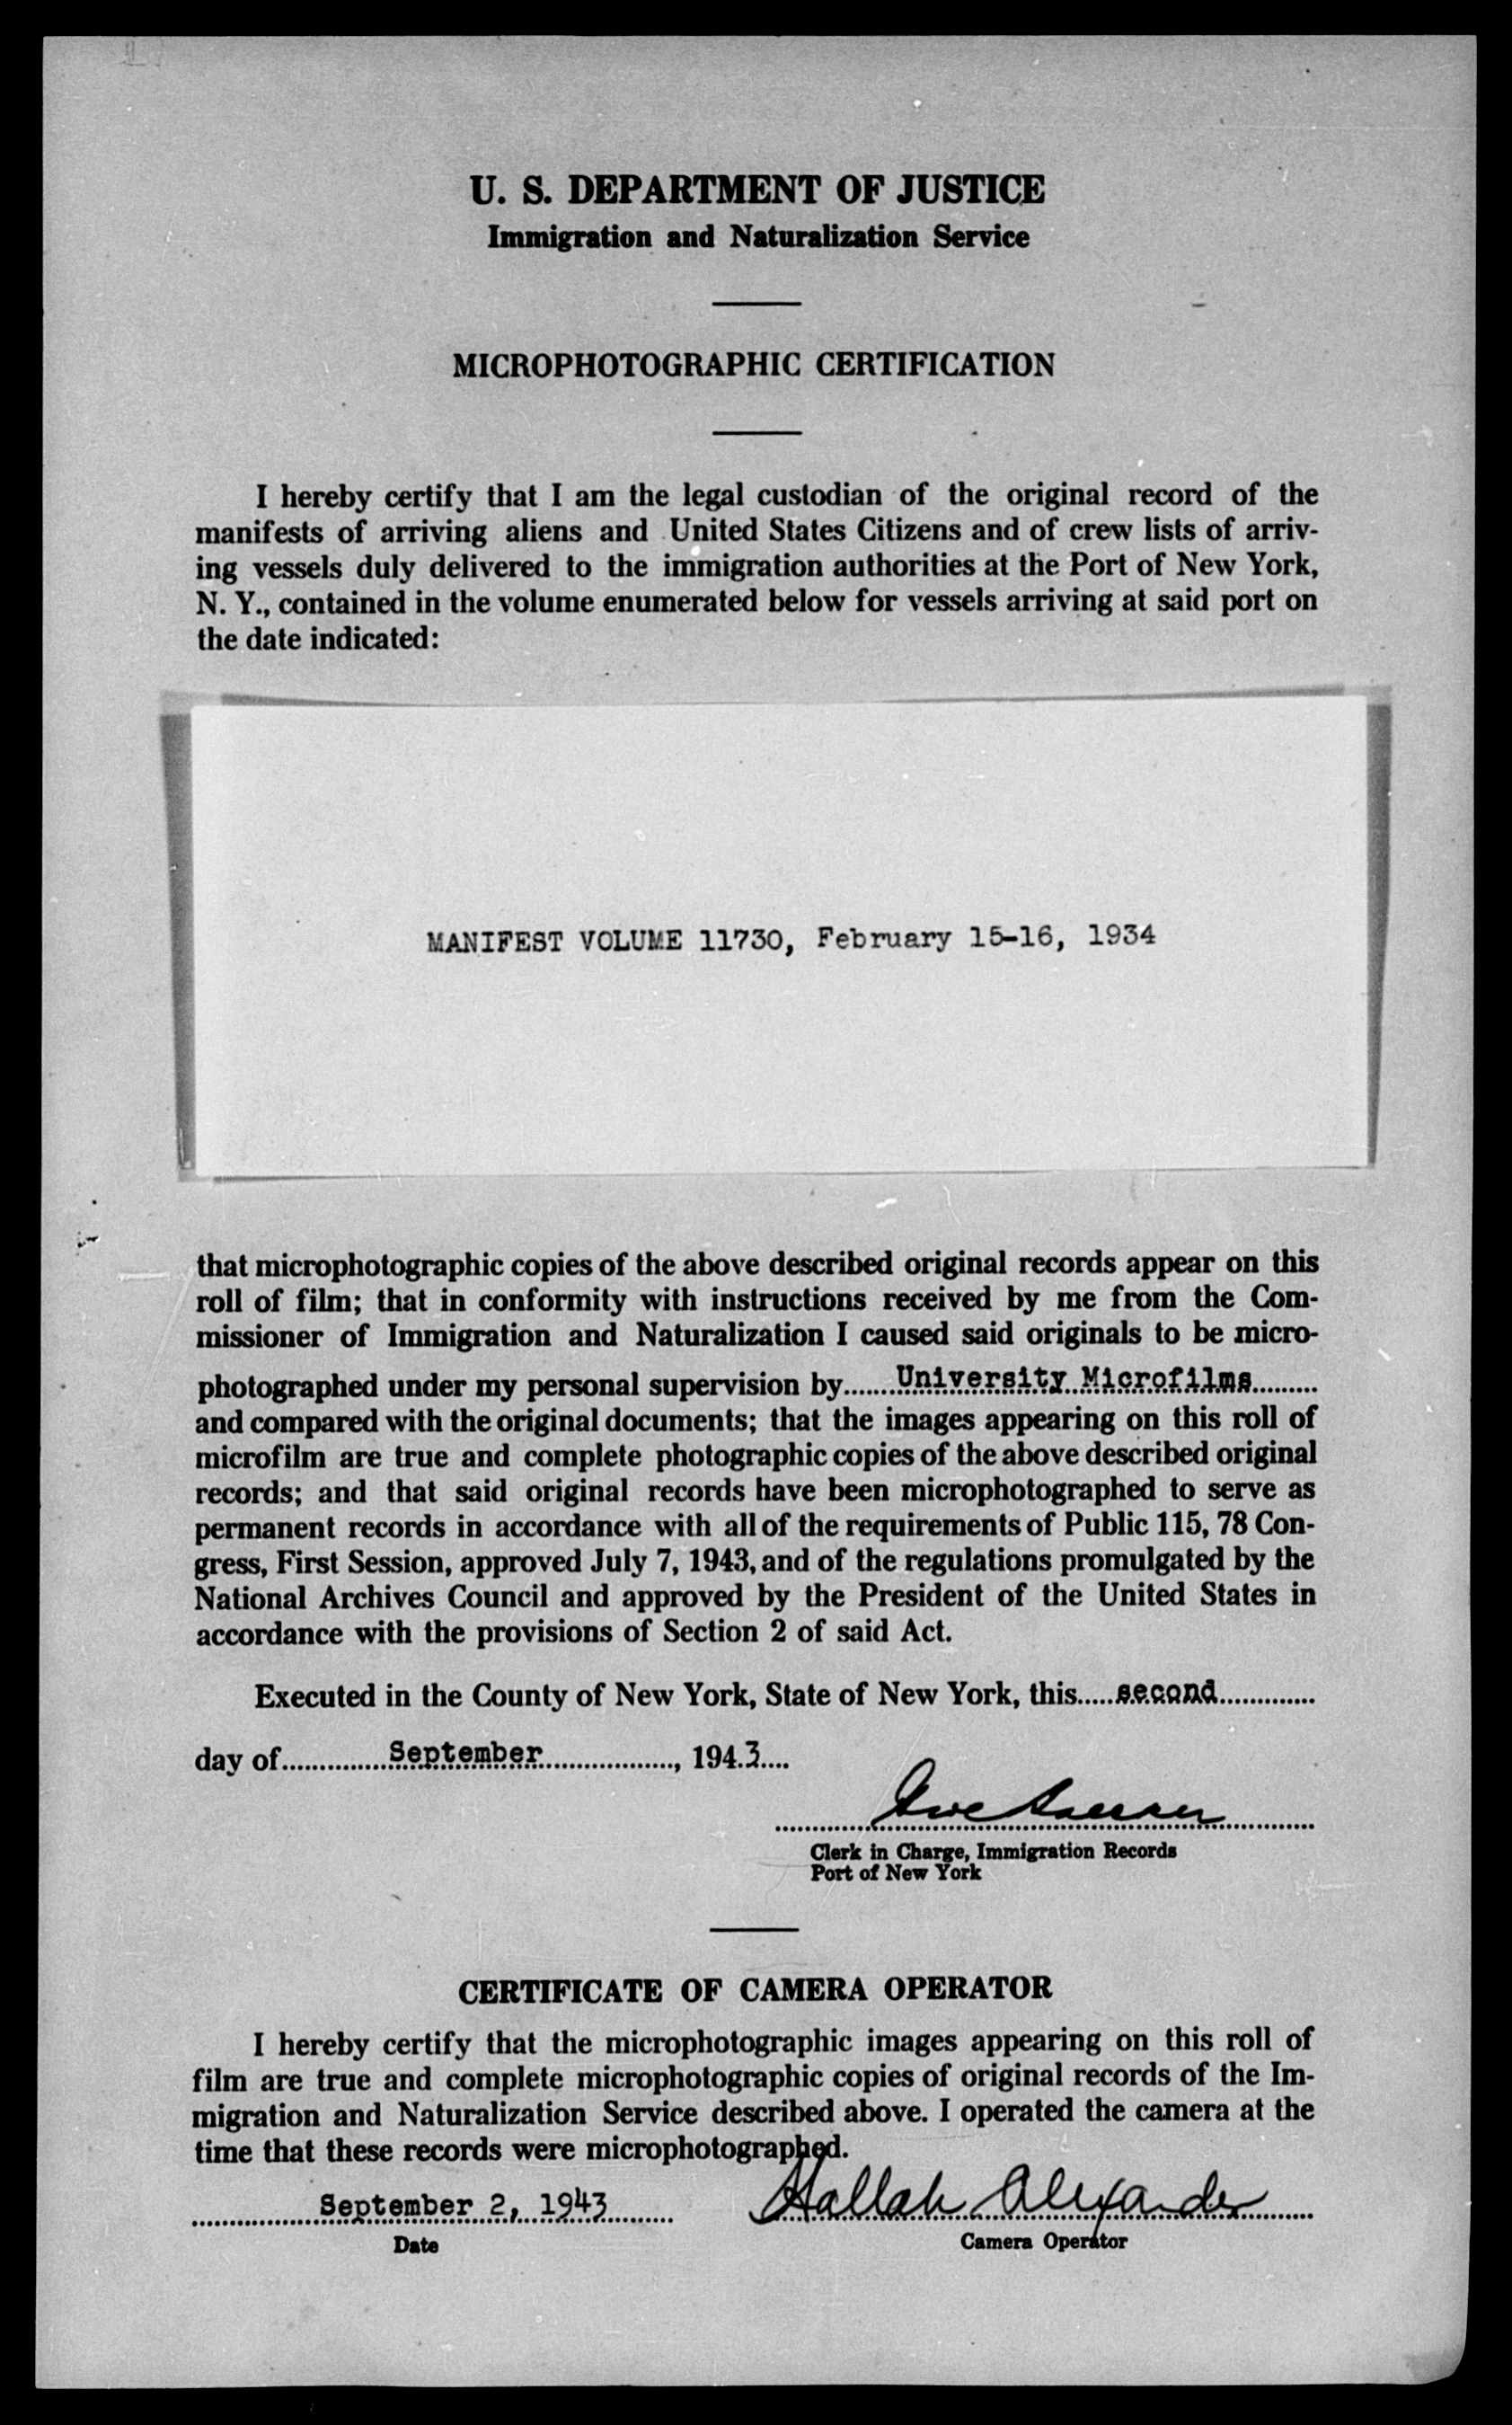 U. S. DEPARTMENT OF JUSTICE
Immigration and Naturalization Service
MICROPHOTOGRAPHIC CERTIFICATION
I hereby certify that I am the legal custodian of the original record of the
manifests of arriving aliens and United States Citizens and of crew lists of arriv-
ing vessels duly delivered to the immigration authorities at the Port of New York,
N. Y., contained in the volume enumerated below for vessels arriving at said port on
the date indicated:
MANIFEST VOLUME 11730, February 15-16, 1934
that microphotographic copies of the above described original records appear on this
roll of film; that in conformity with instructions received by me from the Com-
missioner of Immigration and Naturalization I caused said originals to be micro-
photographed under my personal supervision by University Microfilms
and compared with the original documents; that the images appearing on this roll of
microfilm are true and complete photographic copies of the above described original
records; and that said original records have been microphotographed to serve as
permanent records in accordance with all of the requirements of Public 115, 78 Con-
gress, First Session, approved July 7, 1943, and of the regulations promulgated by the
National Archives Council and approved by the President of the United States in
accordance with the provisions of Section 2 of said Act.
Executed in the County of New York, State of New York, this second
day of September, 1943
Clerk in Charge, Immigration Records
Port of New York
CERTIFICATE OF CAMERA OPERATOR
I hereby certify that the microphotographic images appearing on this roll of
film are true and complete microphotographic copies of original records of the Im-
migration and Naturalization Service described above. I operated the camera at the
time that these records were microphotographed.
September 2, 1943 Hallah Alexander
Date Camera Operator